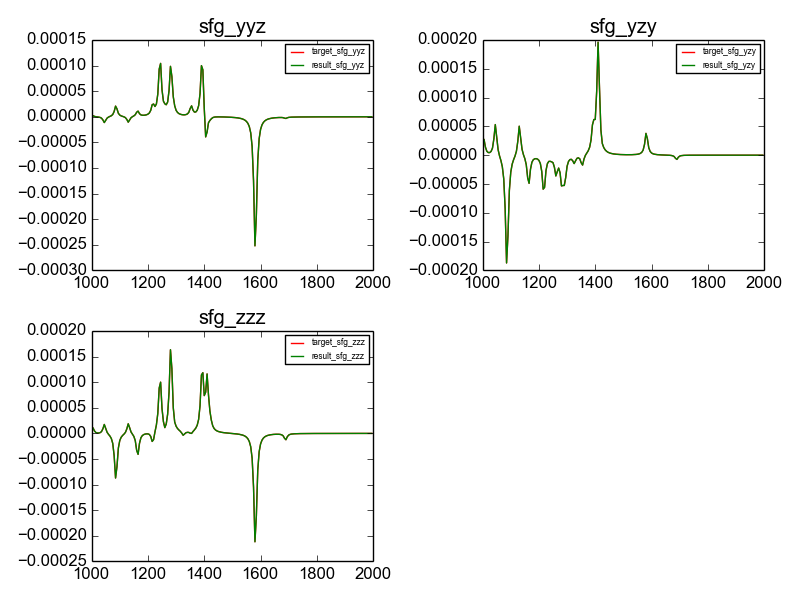 sfg_yyz
0.00015
0.00010
0.00005
0.00000
−0.00005
−0.00010
−0.00015
−0.00020
−0.00025
−0.00030
1000 1200 1400 1600 1800 2000
target_sfg_yyz
result_sfg_yyz
sfg_yzy
0.00020
0.00015
0.00010
0.00005
0.00000
−0.00005
−0.00010
−0.00015
−0.00020
1000 1200 1400 1600 1800 2000
target_sfg_yzy
result_sfg_yzy
sfg_zzz
0.00020
0.00015
0.00010
0.00005
0.00000
−0.00005
−0.00010
−0.00015
−0.00020
−0.00025
1000 1200 1400 1600 1800 2000
target_sfg_zzz
result_sfg_zzz